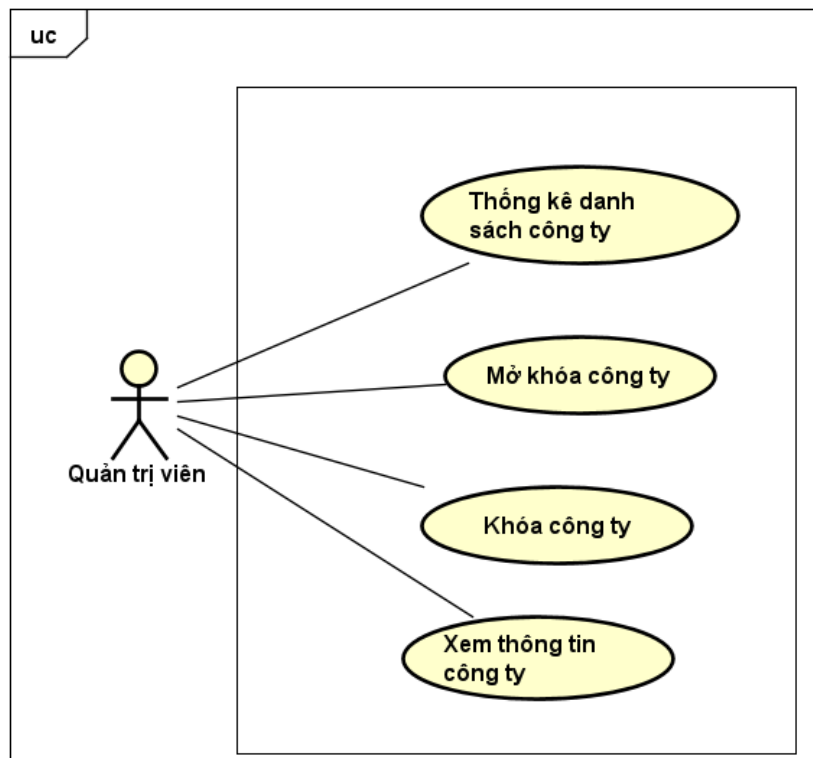 uc
Thống kê danh
sách công ty
Mở khóa công ty
Quản trị viên
Khóa công ty
Xem thông tin
công ty